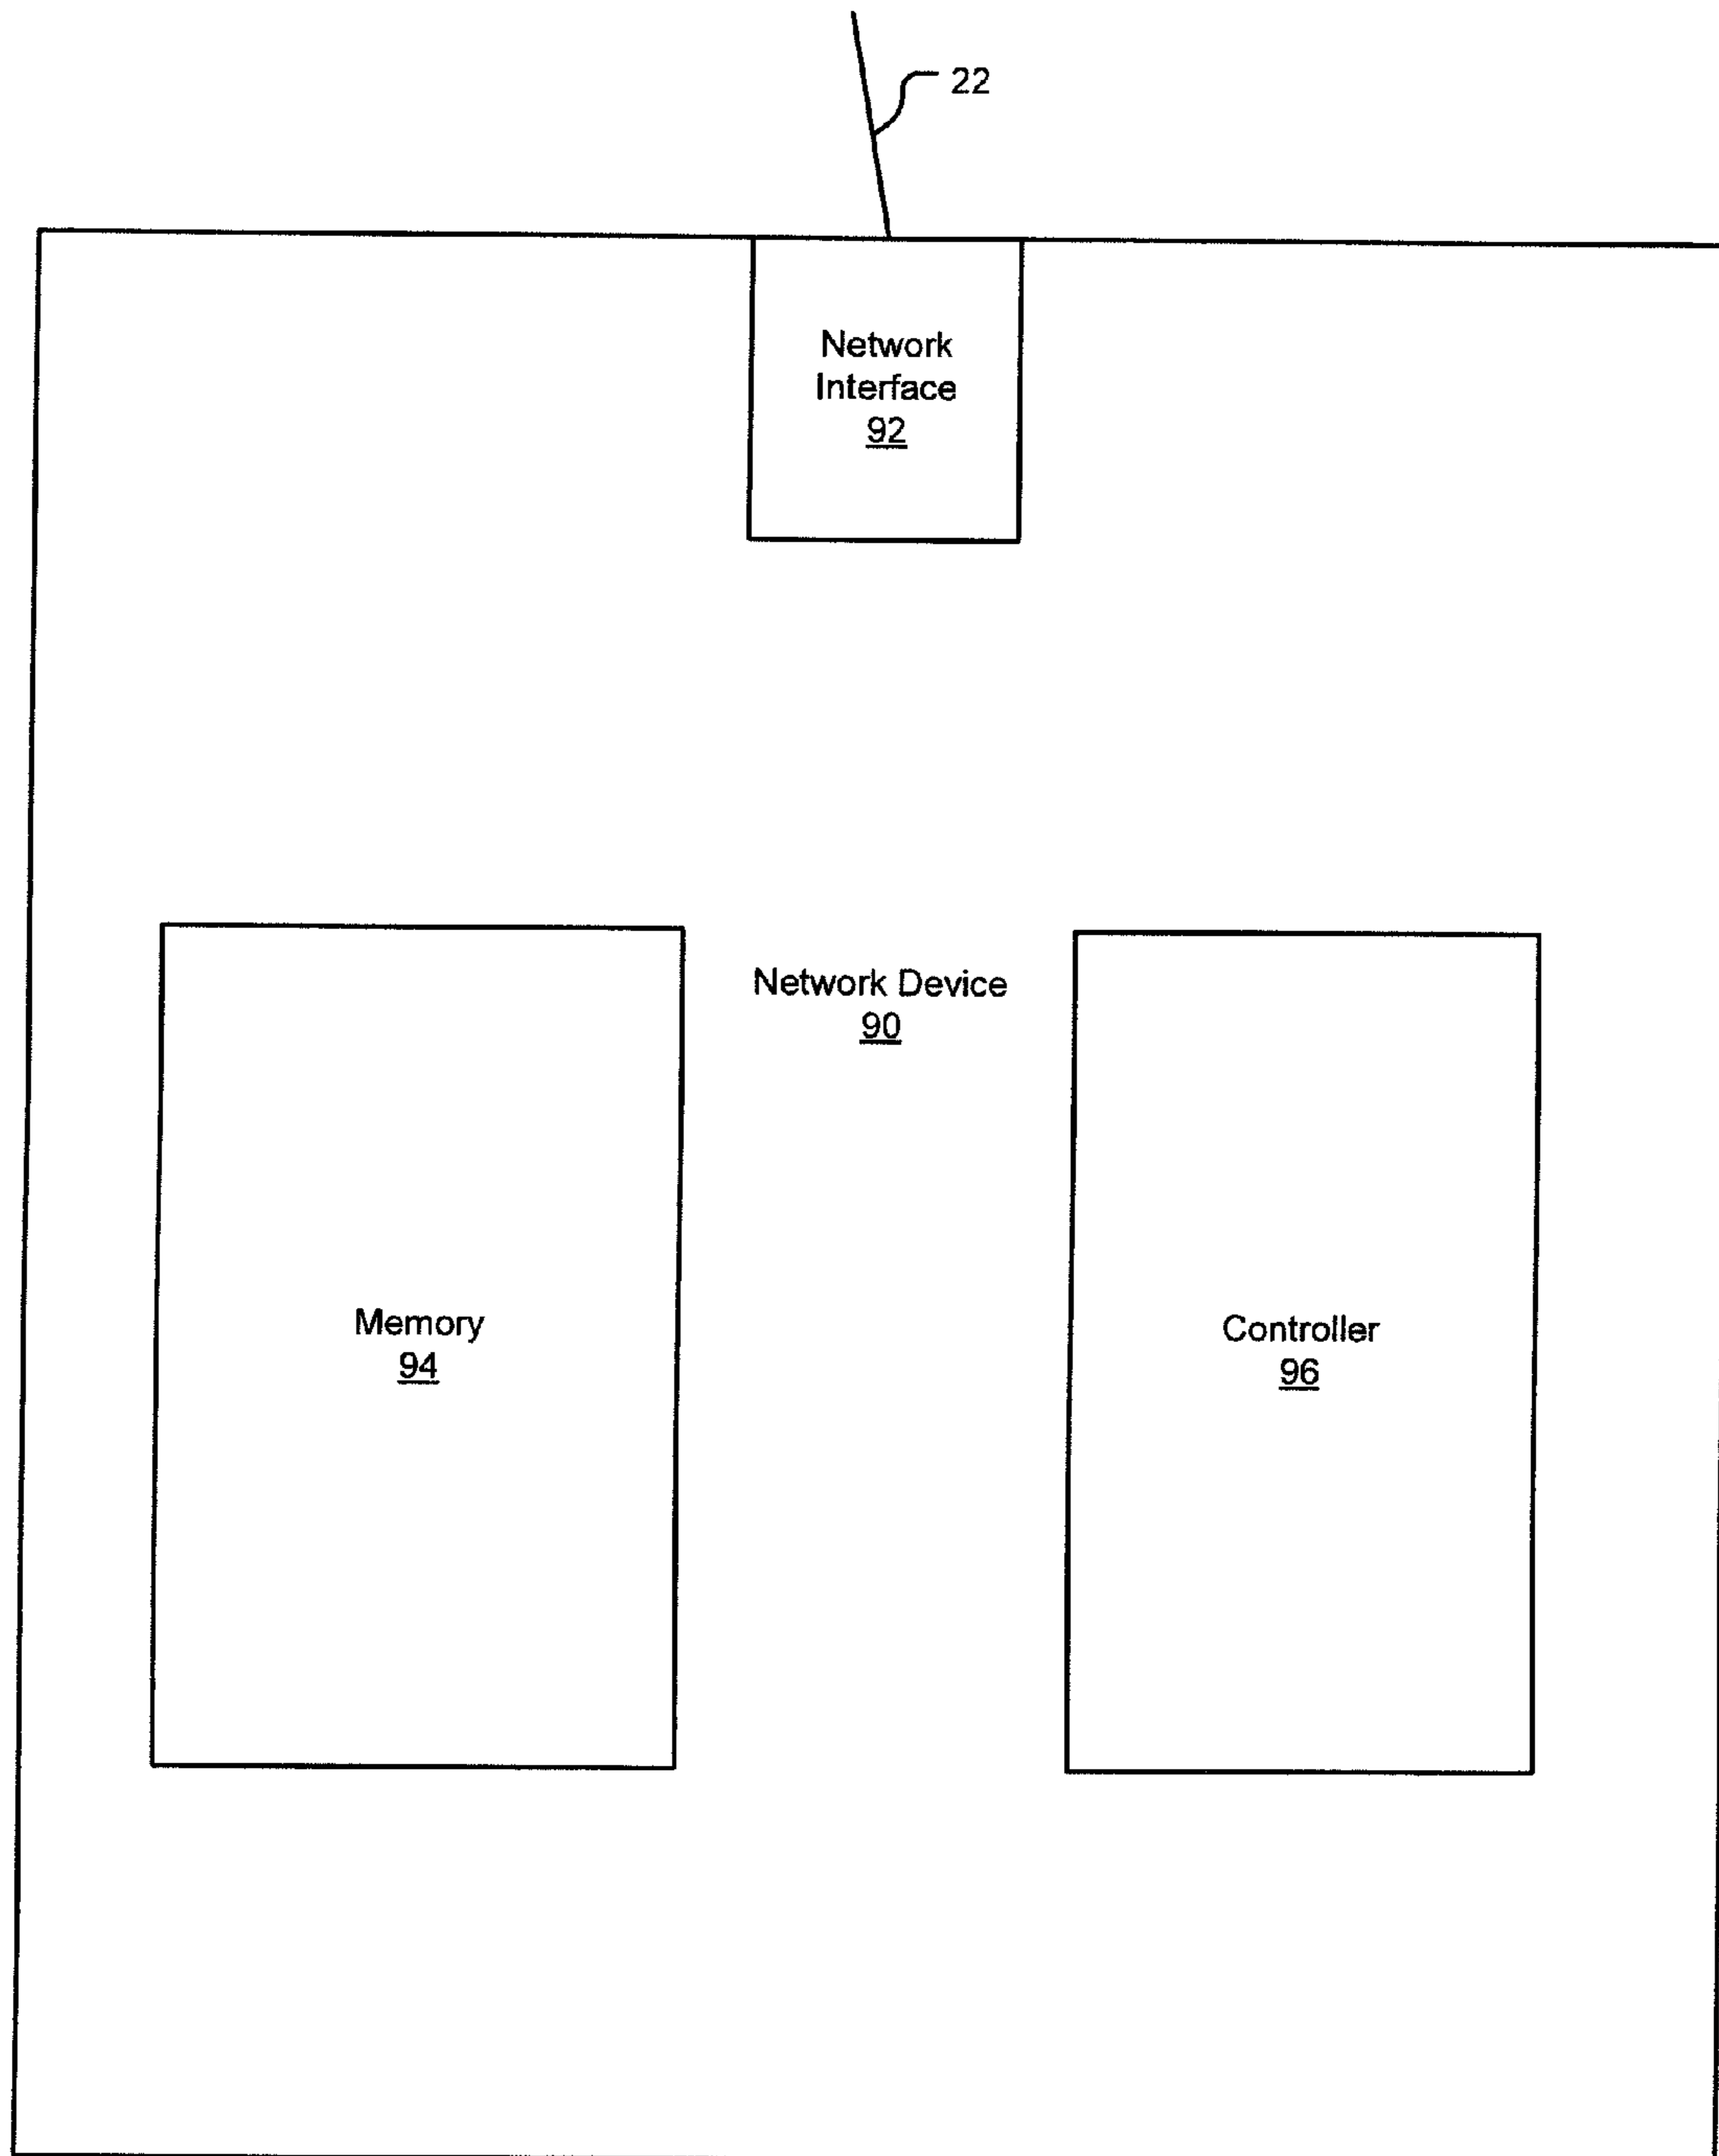 22
Network
Interface
92
Network Device
90
Memory
94
Controller
96